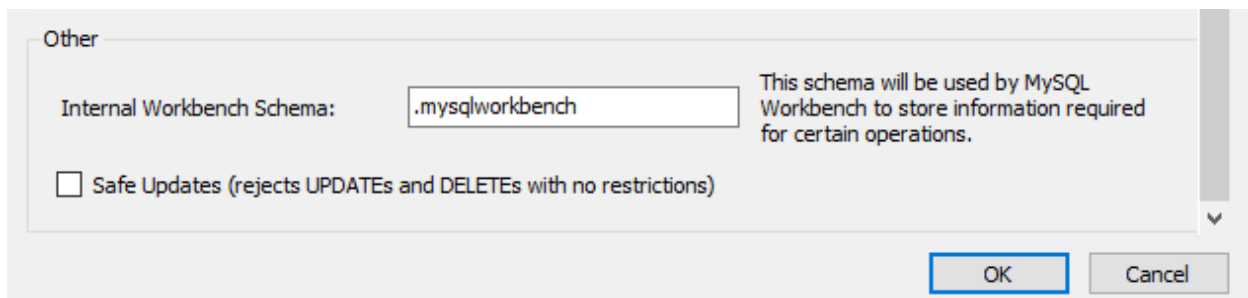 Other
Internal Workbench Schema:
.mysqlworkbench
This schema will be used by MySQL
Workbench to store information required
for certain operations.
Safe Updates (rejects UPDATEs and DELETEs with no restrictions)
OK
Cancel